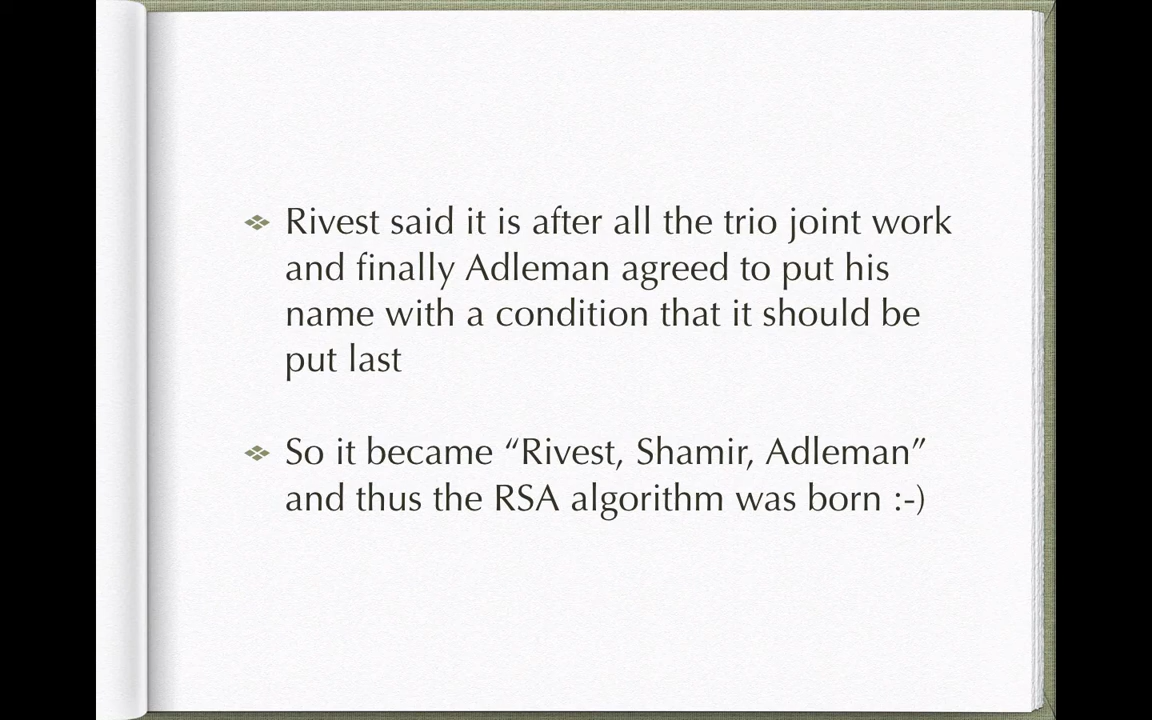 Rivest said it is after all the trio joint work
and finally Adleman agreed to put his
name with a condition that it should be
put last
So it became “Rivest, Shamir, Adleman”
and thus the RSA algorithm was born :-)